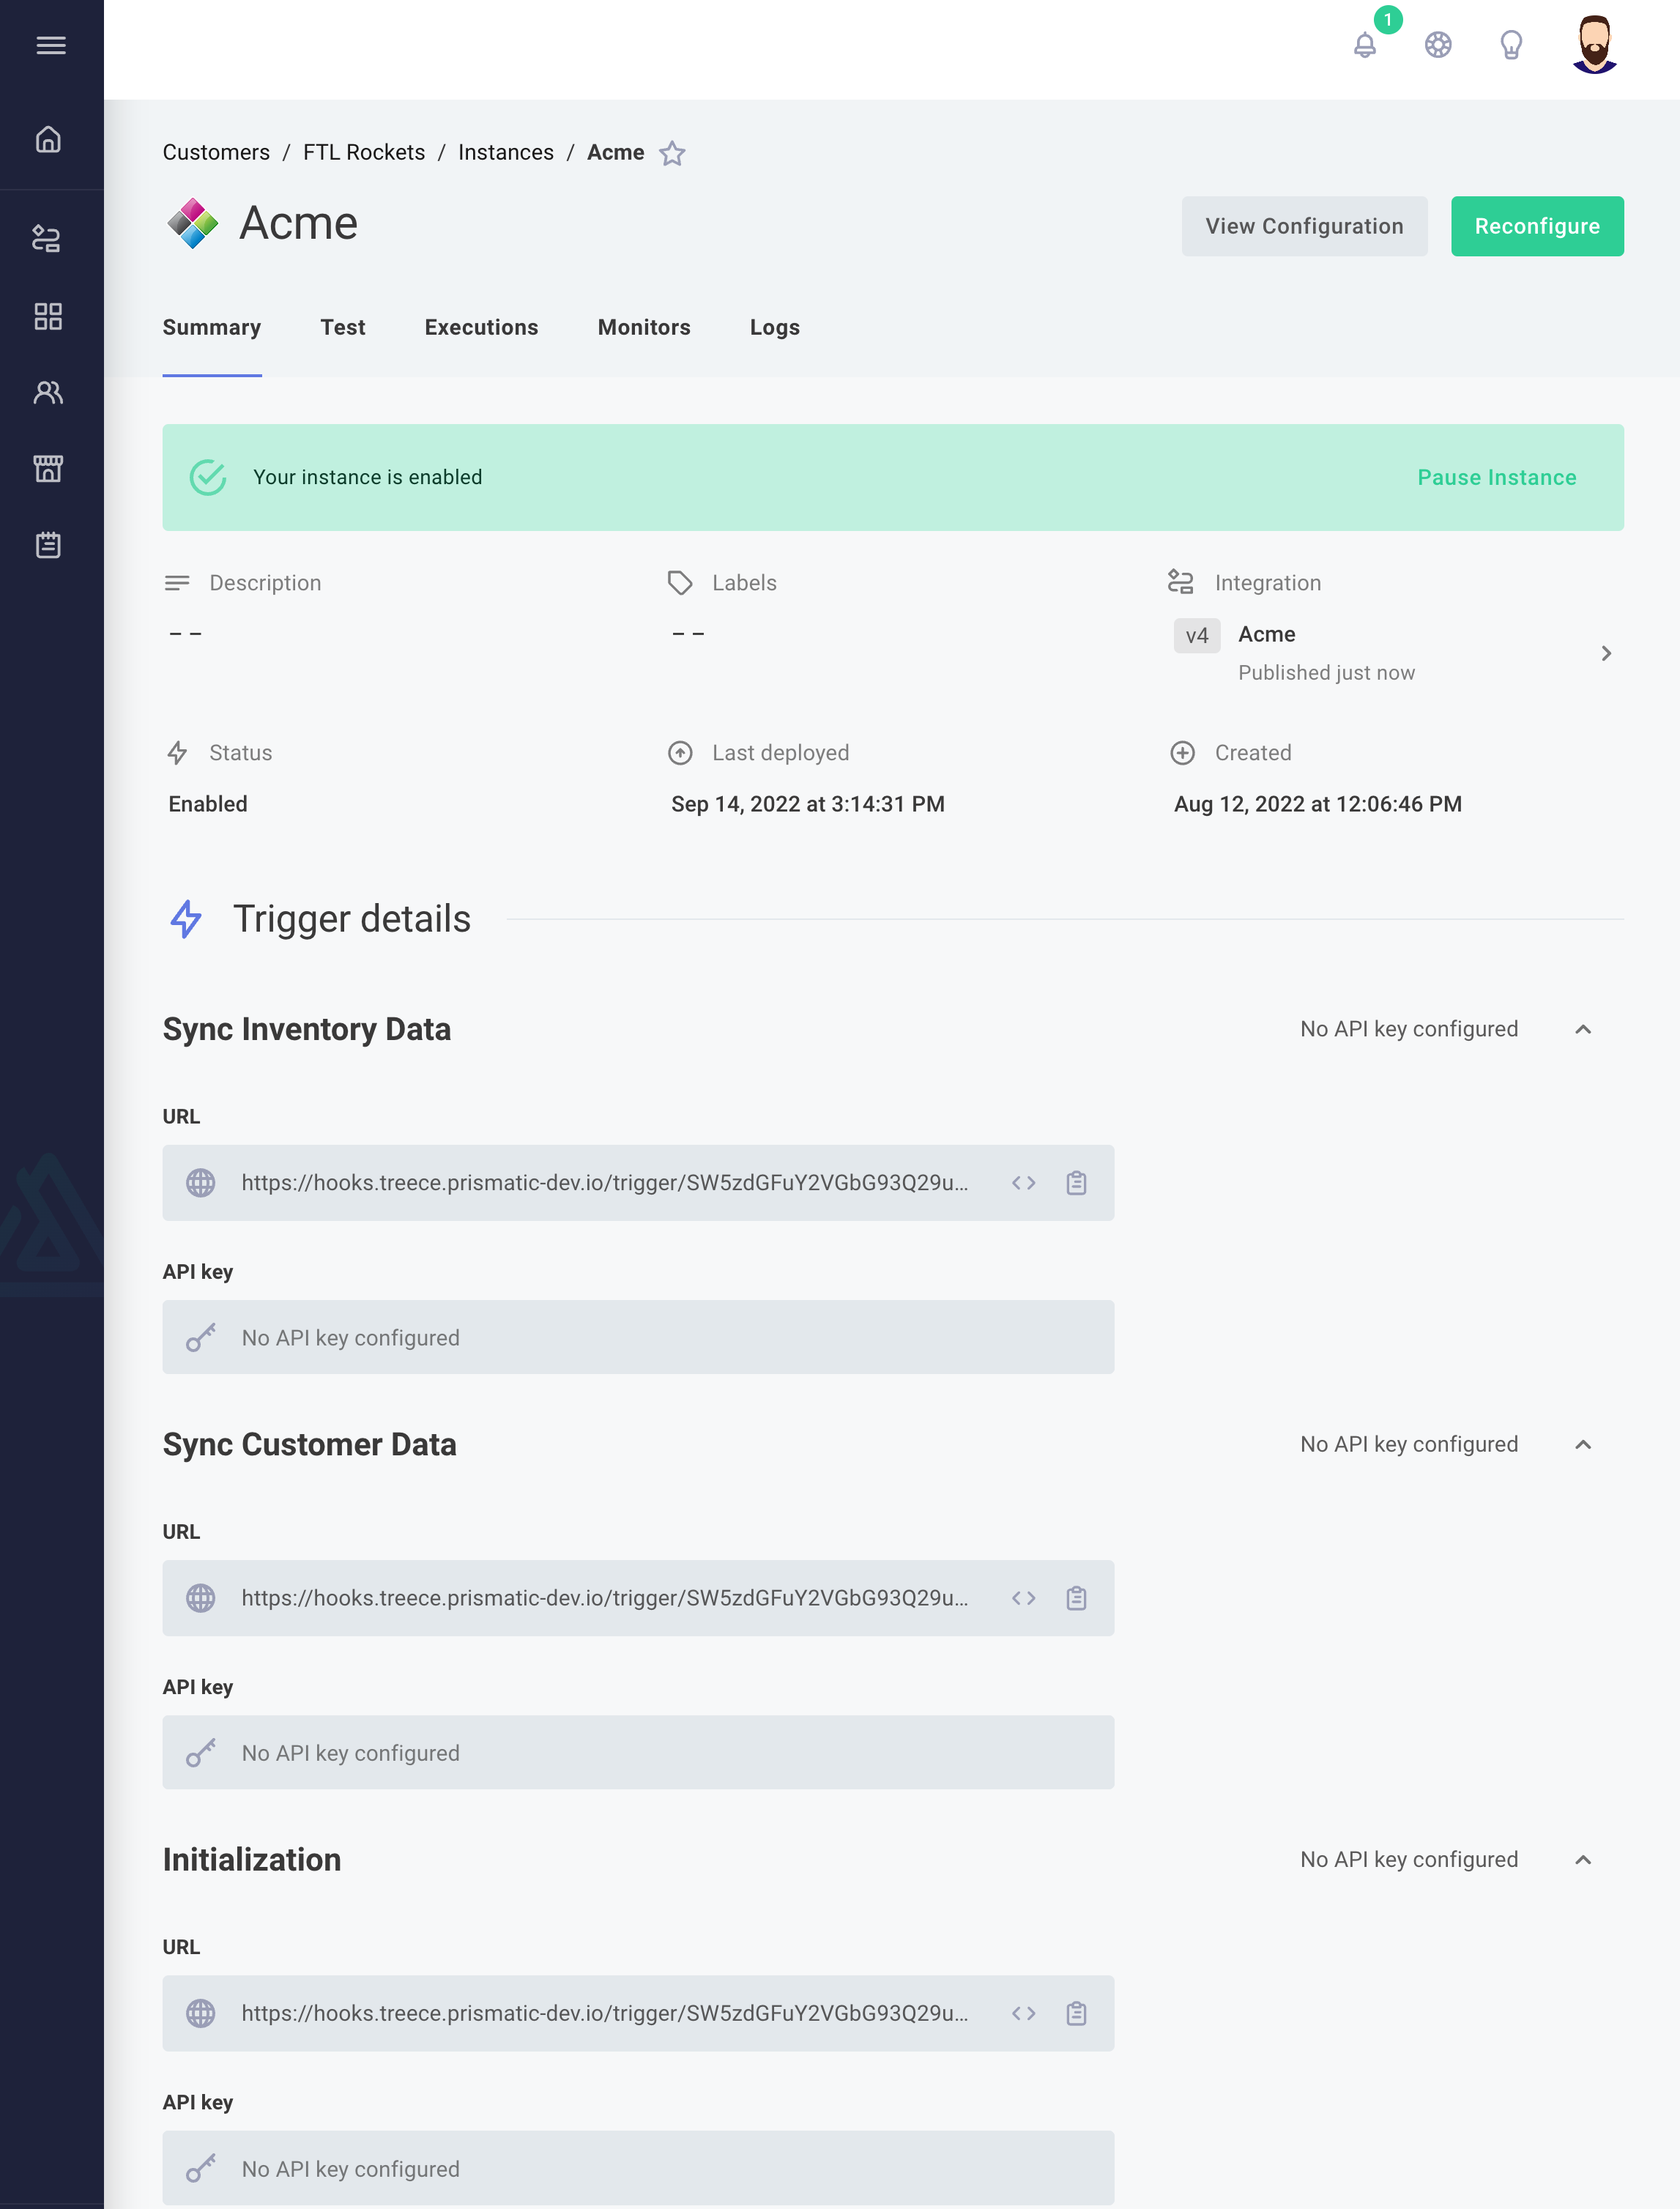 1
Customers / FTL Rockets / Instances / Acme
Acme
View Configuration
Reconfigure
Summary
Test
Executions
Monitors
Logs
Your instance is enabled
Pause Instance
Description
Labels
Integration
– –
– –
v4
Acme
Published just now
Status
Last deployed
Created
Enabled
Sep 14, 2022 at 3:14:31 PM
Aug 12, 2022 at 12:06:46 PM
Trigger details
Sync Inventory Data
No API key configured
URL
https://hooks.treece.prismatic-dev.io/trigger/SW5zdGFuY2VGbG93Q29u...
API key
No API key configured
Sync Customer Data
No API key configured
URL
https://hooks.treece.prismatic-dev.io/trigger/SW5zdGFuY2VGbG93Q29u...
API key
No API key configured
Initialization
No API key configured
URL
https://hooks.treece.prismatic-dev.io/trigger/SW5zdGFuY2VGbG93Q29u...
API key
No API key configured